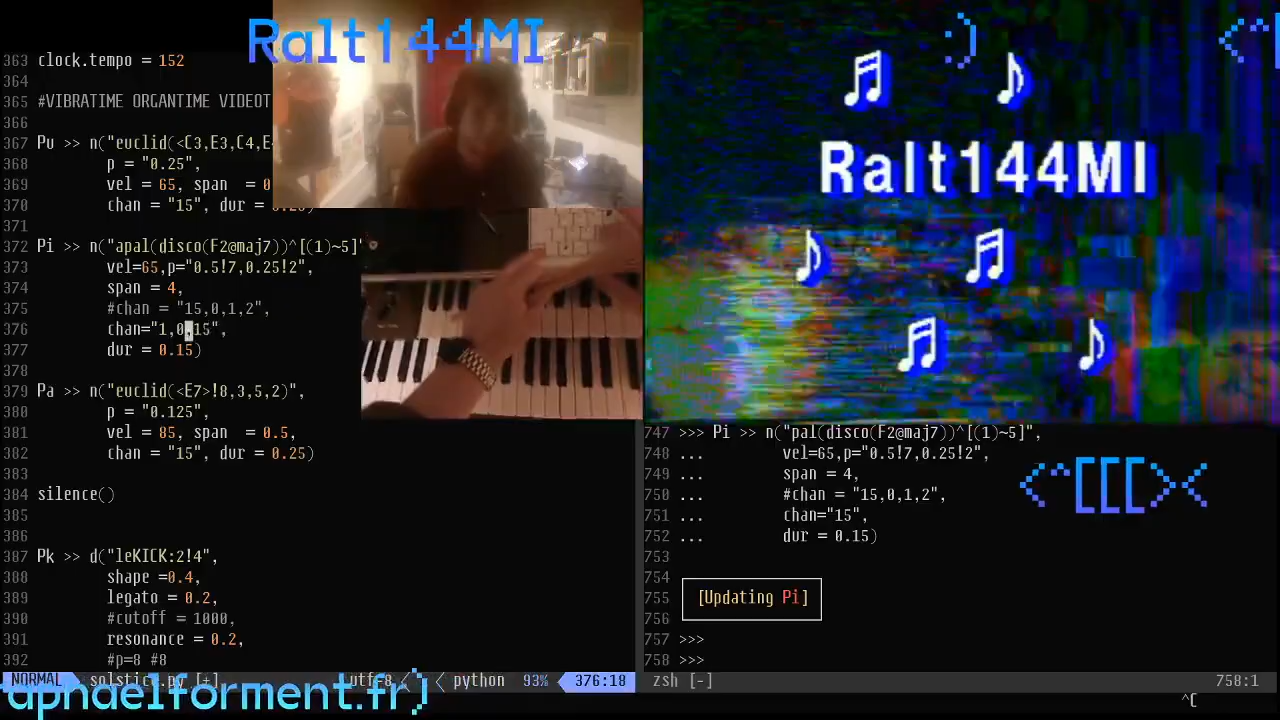 Ralt144MI
363 clock.tempo = 152
364
365 #VIBRATIME ORGANTIME VIDEOT
366
367 Pu >> n("euclid(<C3,E3,C4,E
368 p = "0.25",
369 vel = 65, span = 0
370 chan = "15", dur = 0.25)
371
372 Pi >> n("apal(disco(F2@maj7))^[(1)~5]"
373 vel=65,p="0.5!7,0.25!2",
374 span = 4,
375 #chan = "15,0,1,2",
376 chan="1,0,15",
377 dur = 0.15)
378
379 Pa >> n("euclid(<E7>!8,3,5,2)",
380 p = "0.125",
381 vel = 85, span = 0.5,
382 chan = "15", dur = 0.25)
383
384 silence()
385
386
387 Pk >> d("leKICK:2!4",
388 shape =0.4,
389 legato = 0.2,
390 #cutoff = 1000,
391 resonance = 0.2,
392 #p=8 #8
NORMAL solstice.py [+] utf-8 < < python 93% 376:18
aphaelforment.fr)
:)
<^[
Ralt144MI
747 >>> Pi >> n("pal(disco(F2@maj7))^[(1)~5]",
748 ... vel=65,p="0.5!7,0.25!2",
749 ... span = 4,
750 ... #chan = "15,0,1,2",
751 ... chan="15",
752 ... dur = 0.15)
753
754
755 [Updating Pi]
756
757 >>>
758 >>>
<^[[[><
zsh [-] 758:1
^C